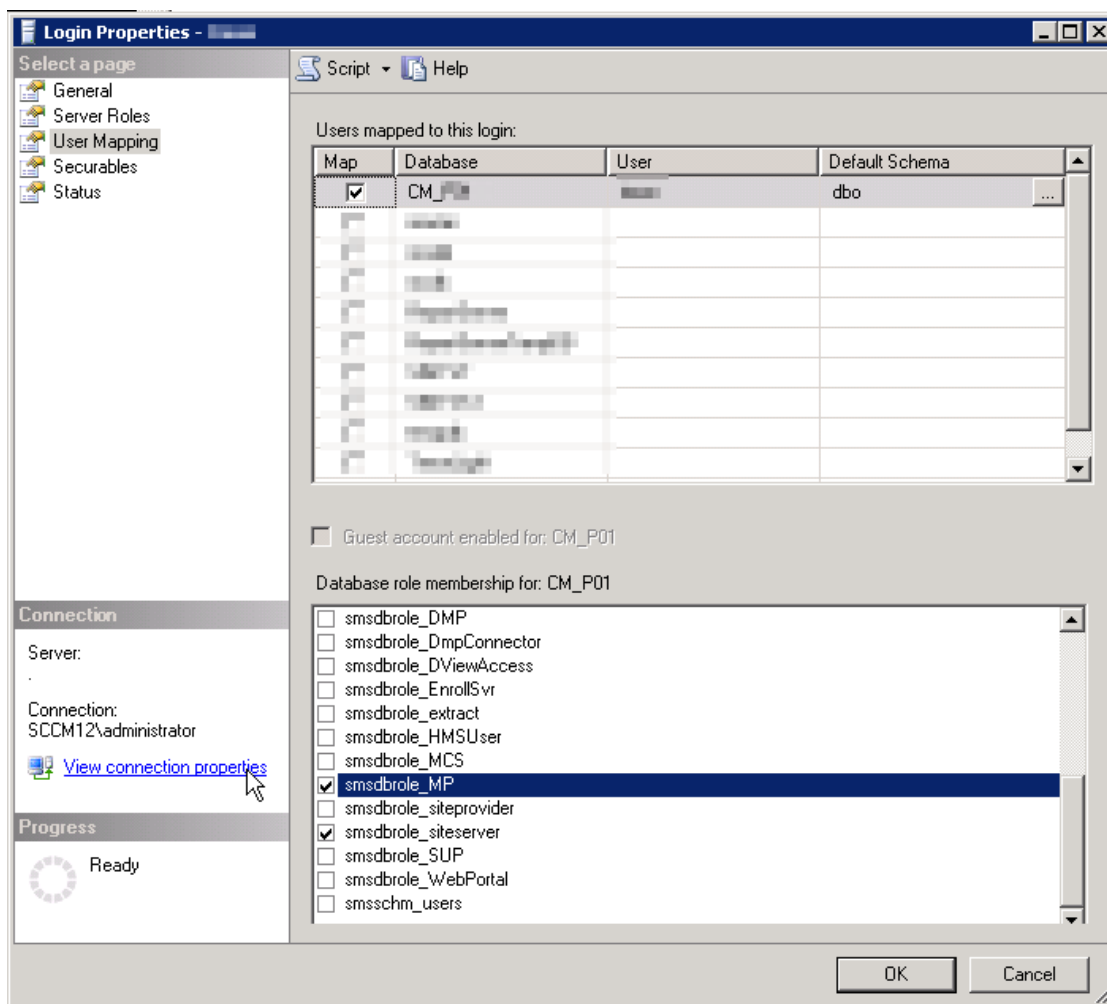 Login Properties -
Select a page
General
Server Roles
User Mapping
Securables
Status
Script
Help
Users mapped to this login:
Map Database User Default Schema
CM_ dbo ...
Guest account enabled for: CM_P01
Database role membership for: CM_P01
smsdbrole_DMP
smsdbrole_DmpConnector
smsdbrole_DViewAccess
smsdbrole_EnrollSvr
smsdbrole_extract
smsdbrole_HMSUser
smsdbrole_MCS
smsdbrole_MP
smsdbrole_siteprovider
smsdbrole_siteserver
smsdbrole_SUP
smsdbrole_WebPortal
smsschm_users
Connection
Server:
.
Connection:
SCCM12\administrator
View connection properties
Progress
Ready
OK
Cancel